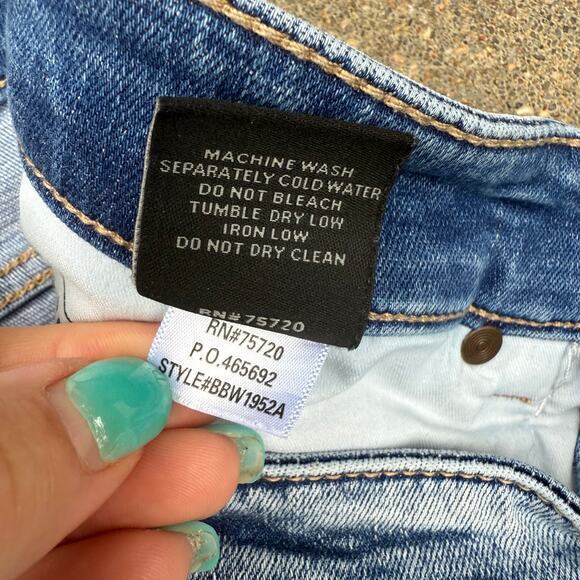 MACHINE WASH
SEPARATELY COLD WATER
DO NOT BLEACH
TUMBLE DRY LOW
IRON LOW
DO NOT DRY CLEAN
RN# 75720
RN#75720
P.O.465692
STYLE#BBW1952A